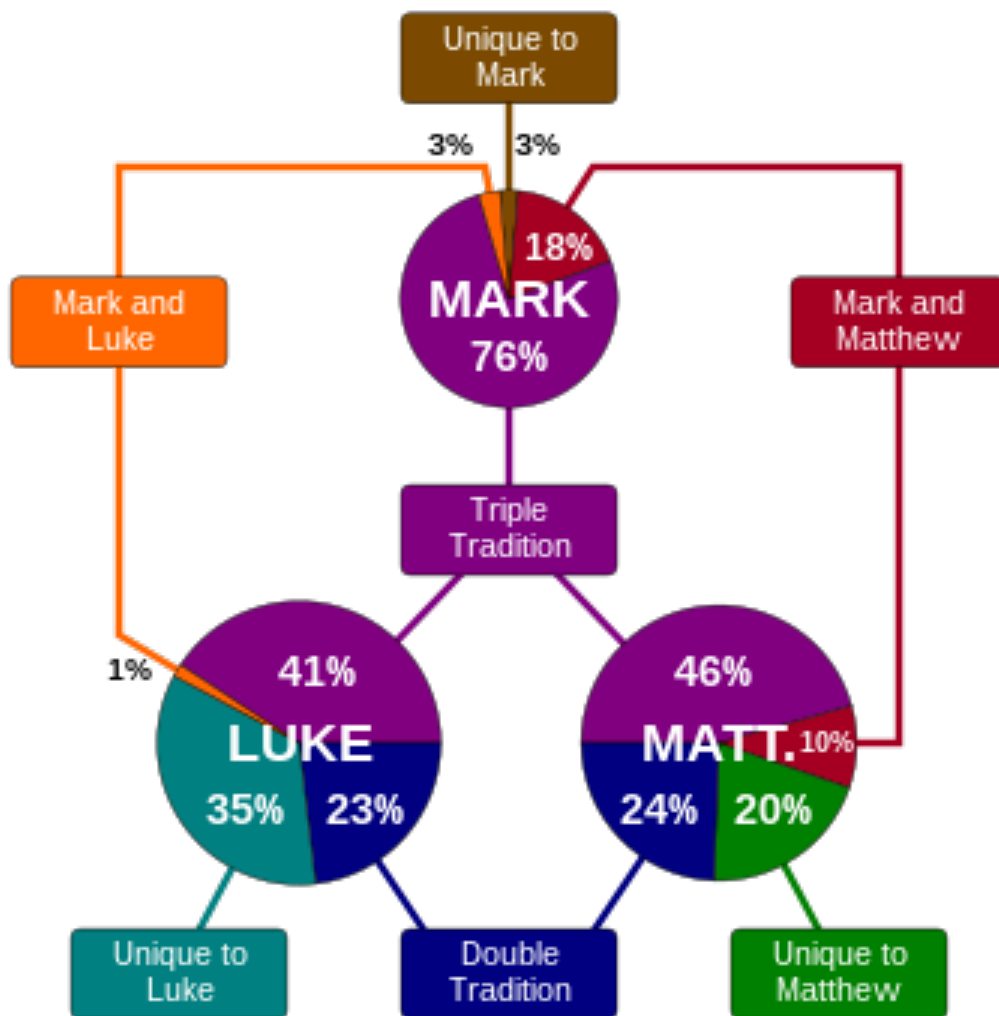 Unique to
Mark
3%
3%
18%
MARK
76%
Mark and
Luke
Mark and
Matthew
Triple
Tradition
1%
41%
LUKE
35%
23%
46%
MATT.
10%
24%
20%
Unique to
Luke
Double
Tradition
Unique to
Matthew